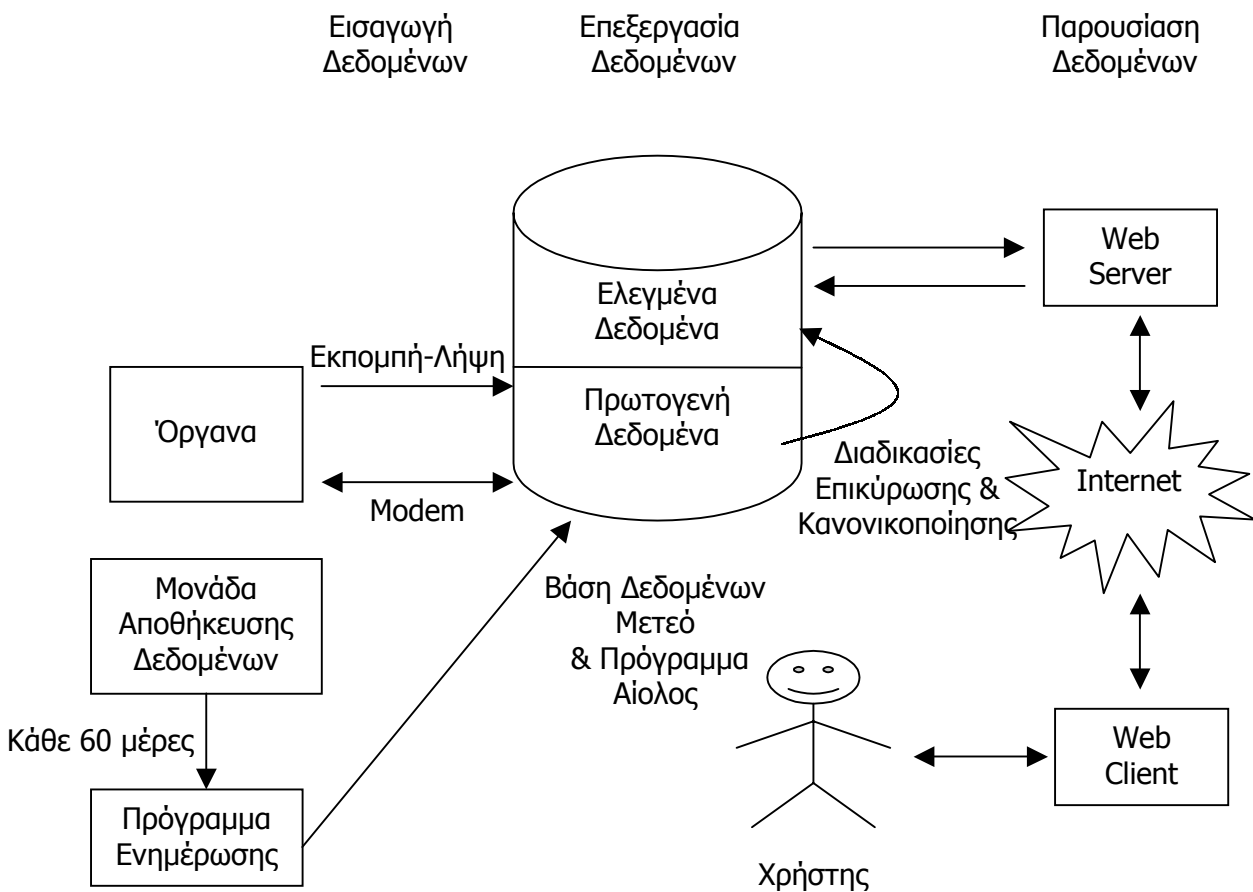 Εισαγωγή
Δεδομένων
Επεξεργασία
Δεδομένων
Παρουσίαση
Δεδομένων
Ελεγμένα
Δεδομένα
Πρωτογενή
Δεδομένα
Web
Server
Εκπομπή-Λήψη
Όργανα
Modem
Διαδικασίες
Επικύρωσης &
Κανονικοποίησης
Internet
Μονάδα
Αποθήκευσης
Δεδομένων
Βάση Δεδομένων
Μετεό
& Πρόγραμμα
Αίολος
Κάθε 60 μέρες
Πρόγραμμα
Ενημέρωσης
Web
Client
Χρήστης